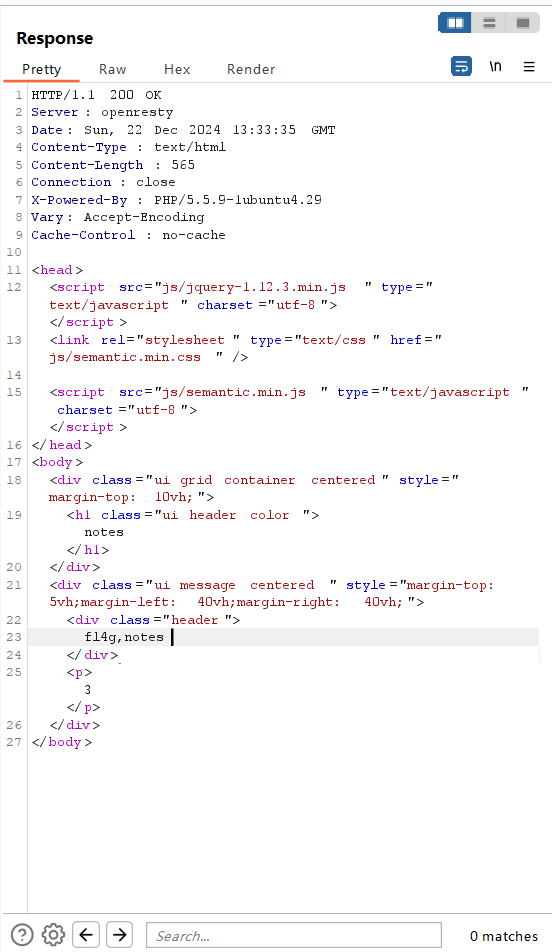 Response
Pretty Raw Hex Render \n
1 HTTP/1.1 200 OK
2 Server : openresty
3 Date : Sun, 22 Dec 2024 13:33:35 GMT
4 Content-Type : text/html
5 Content-Length : 565
6 Connection : close
7 X-Powered-By : PHP/5.5.9-1ubuntu4.29
8 Vary : Accept-Encoding
9 Cache-Control : no-cache
10
11 <head >
12 <script src="js/jquery-1.12.3.min.js " type="
text/javascript " charset ="utf-8 ">
</script >
13 <link rel="stylesheet " type="text/css " href="
js/semantic.min.css " />
14
15 <script src="js/semantic.min.js " type="text/javascript "
charset ="utf-8 ">
</script >
16 </head >
17 <body >
18 <div class="ui grid container centered " style="
margin-top: 10vh; ">
19 <h1 class="ui header color ">
notes
</h1>
20 </div>
21 <div class="ui message centered " style="margin-top:
5vh;margin-left: 40vh;margin-right: 40vh; ">
22 <div class="header ">
23 fl4g,notes
24 </div>
25 <p>
3
</p>
26 </div>
27 </body >
Search... 0 matches